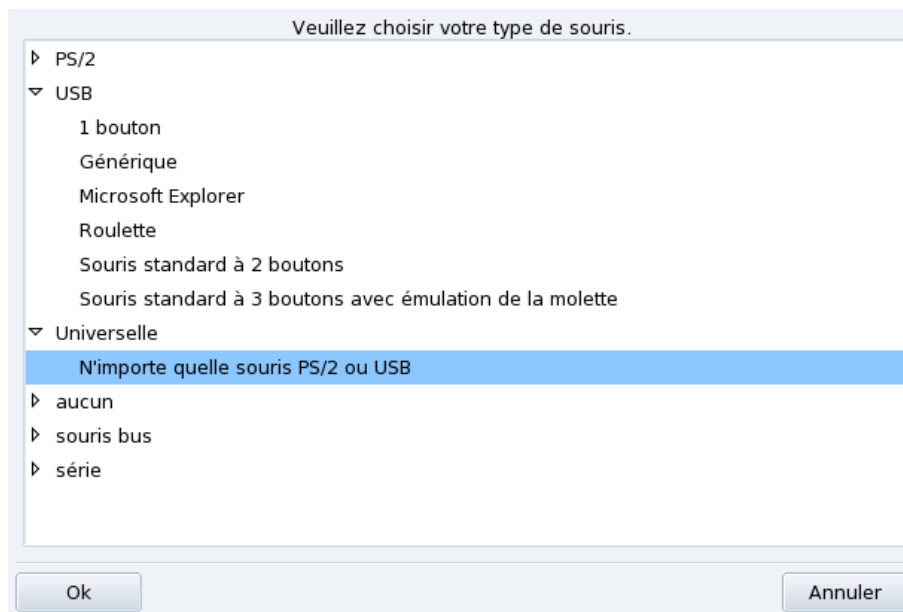 Veuillez choisir votre type de souris.
PS/2
USB
1 bouton
Générique
Microsoft Explorer
Roulette
Souris standard à 2 boutons
Souris standard à 3 boutons avec émulation de la molette
Universelle
N'importe quelle souris PS/2 ou USB
aucun
souris bus
série
Ok
Annuler